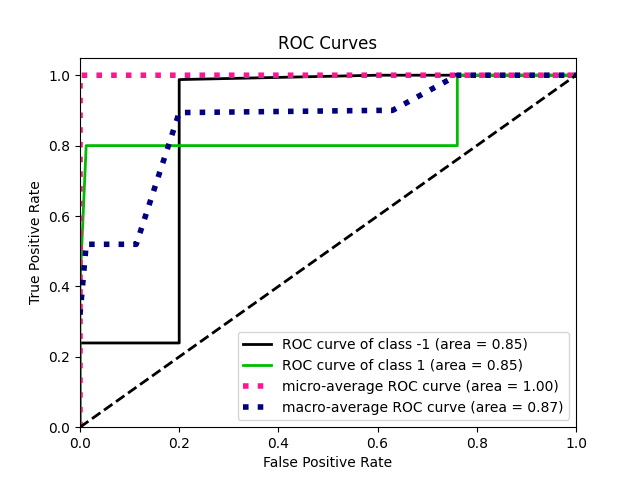 ROC Curves
True Positive Rate
1.0
0.8
0.6
0.4
0.2
0.0
ROC curve of class -1 (area = 0.85)
ROC curve of class 1 (area = 0.85)
micro-average ROC curve (area = 1.00)
macro-average ROC curve (area = 0.87)
0.0 0.2 0.4 0.6 0.8 1.0
False Positive Rate